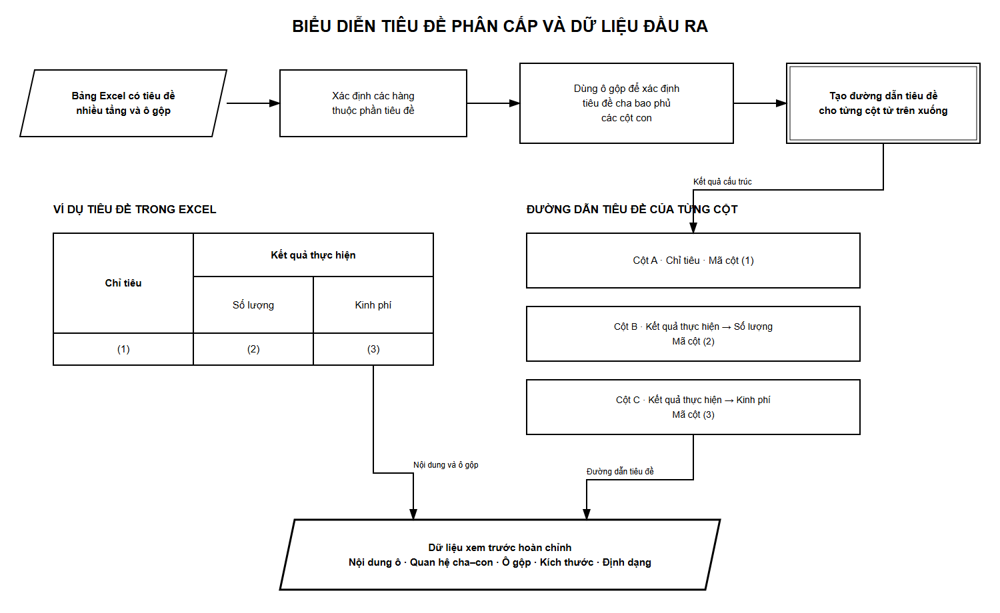 BIỂU DIỄN TIÊU ĐỀ PHÂN CẤP VÀ DỮ LIỆU ĐẦU RA
Bảng Excel có tiêu đề
nhiều tầng và ô gộp
Xác định các hàng
thuộc phần tiêu đề
Dùng ô gộp để xác định
tiêu đề cha bao phủ
các cột con
Tạo đường dẫn tiêu đề
cho từng cột từ trên xuống
Kết quả cấu trúc
VÍ DỤ TIÊU ĐỀ TRONG EXCEL
Chỉ tiêu
Kết quả thực hiện
Số lượng
Kinh phí
(1)
(2)
(3)
ĐƯỜNG DẪN TIÊU ĐỀ CỦA TỪNG CỘT
Cột A · Chỉ tiêu · Mã cột (1)
Cột B · Kết quả thực hiện → Số lượng
Mã cột (2)
Cột C · Kết quả thực hiện → Kinh phí
Mã cột (3)
Nội dung và ô gộp
Đường dẫn tiêu đề
Dữ liệu xem trước hoàn chỉnh
Nội dung ô · Quan hệ cha–con · Ô gộp · Kích thước · Định dạng